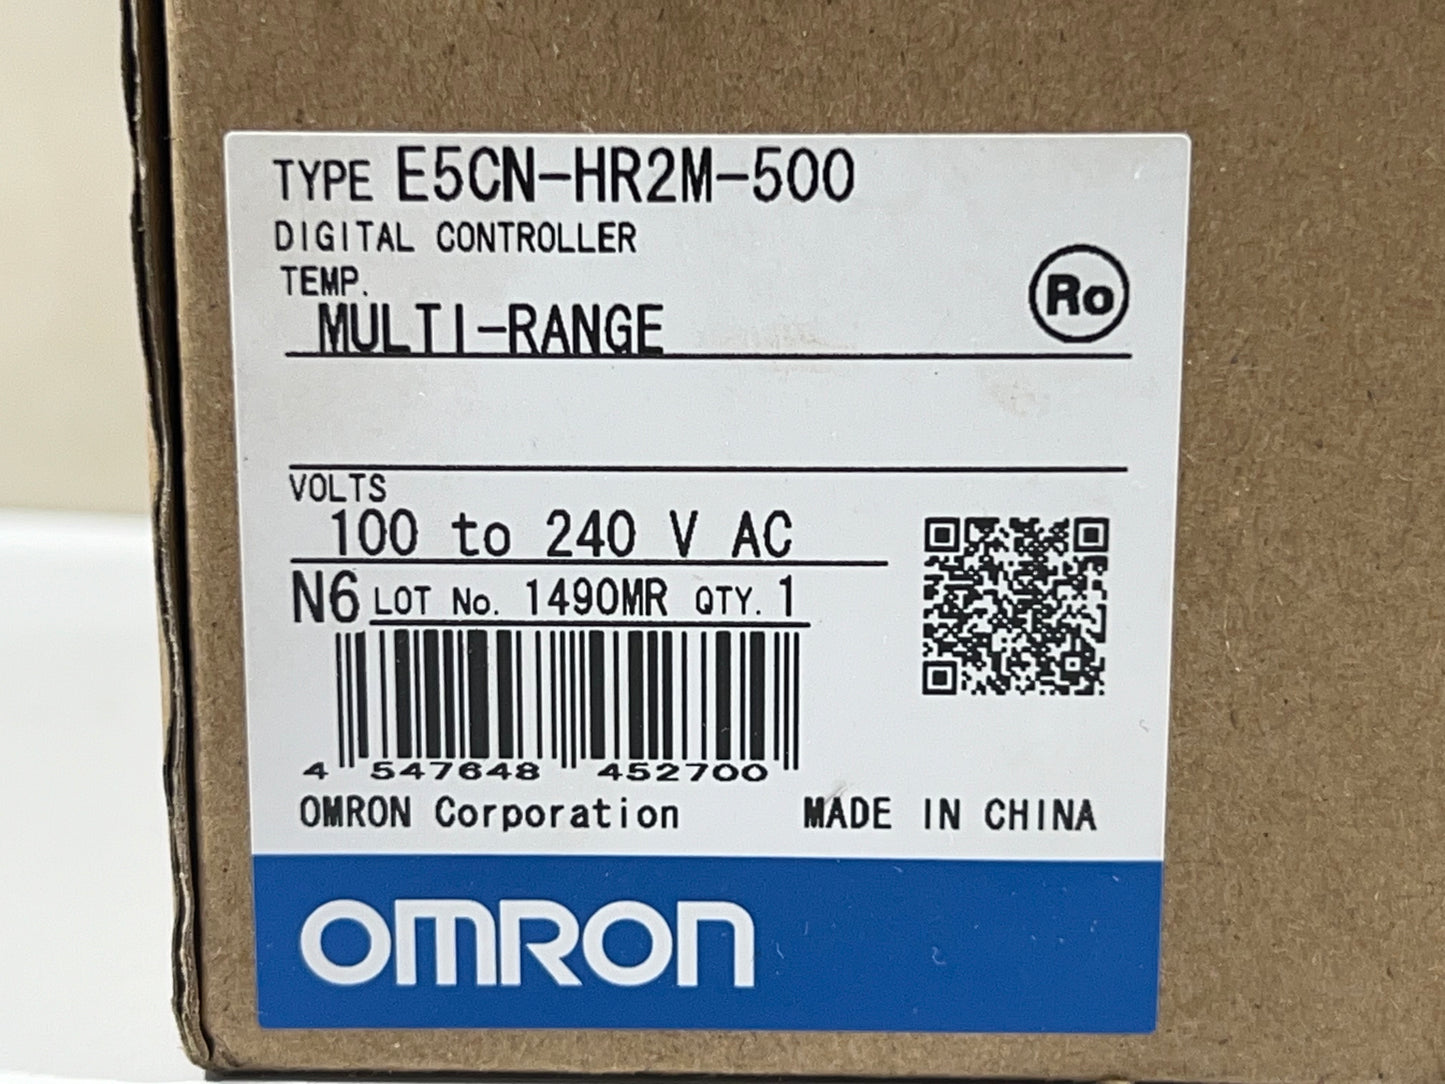 TYPE E5CN-HR2M-500
DIGITAL CONTROLLER
TEMP.
MULTI-RANGE
Ro
VOLTS
100 to 240 V AC
N6 LOT No. 1490MR QTY. 1
4 547648 452700
OMRON Corporation MADE IN CHINA
OMRON